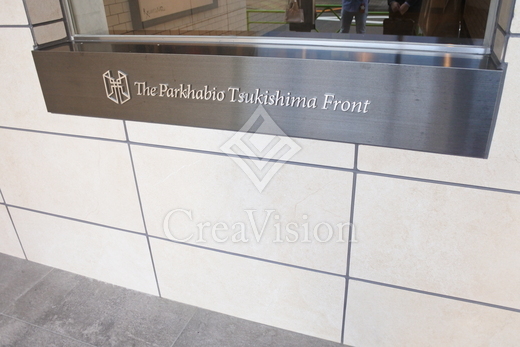 The Parkhabio Tsukishima Front
CreaVision